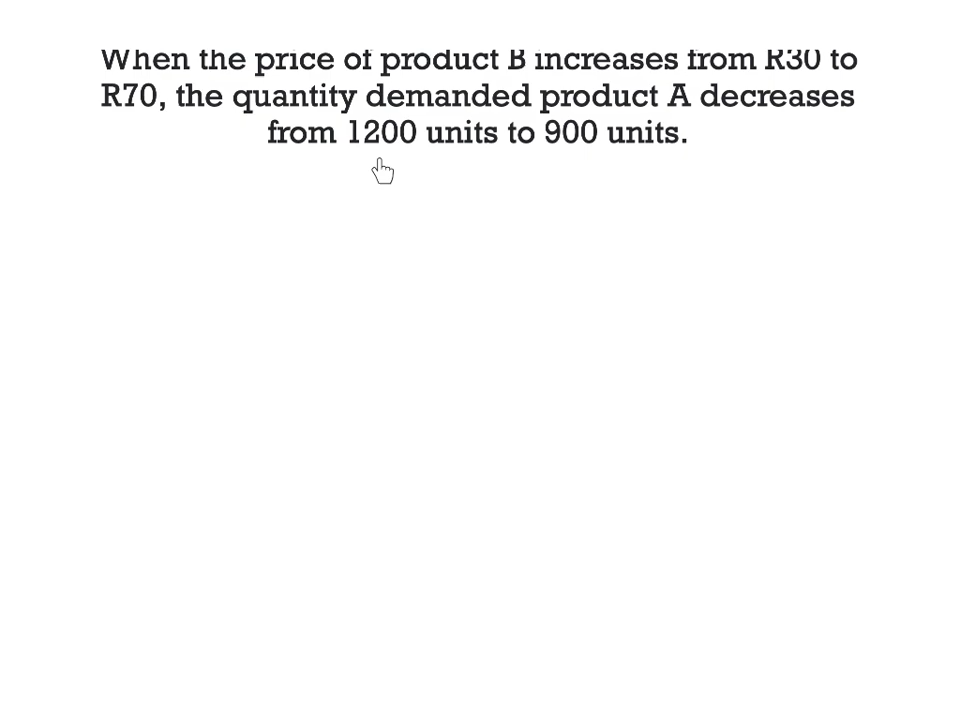 When the price of product B increases from R30 to
R70, the quantity demanded product A decreases
from 1200 units to 900 units.